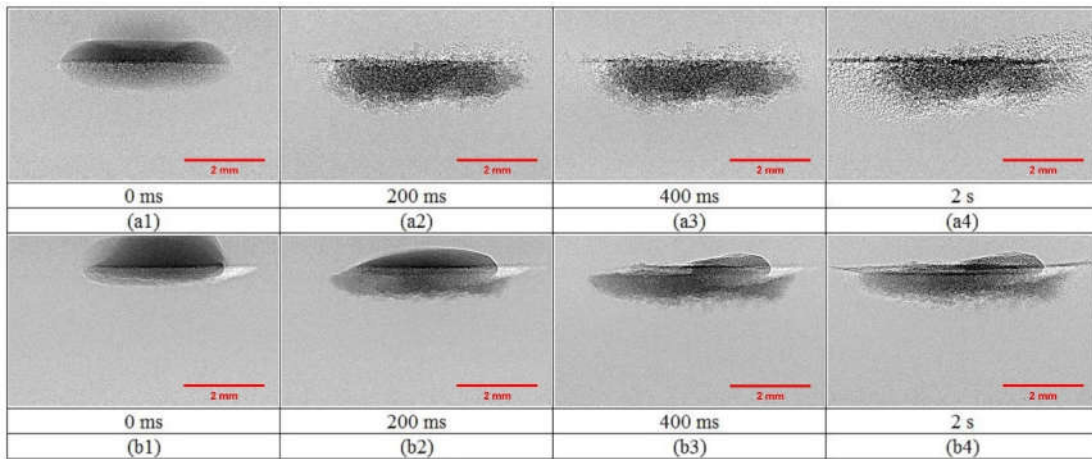 2 mm 2 mm 2 mm 2 mm
0 ms 200 ms 400 ms 2 s
(a1) (a2) (a3) (a4)
2 mm 2 mm 2 mm 2 mm
0 ms 200 ms 400 ms 2 s
(b1) (b2) (b3) (b4)